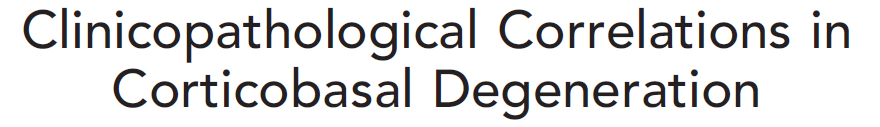 Clinicopathological Correlations in
Corticobasal Degeneration